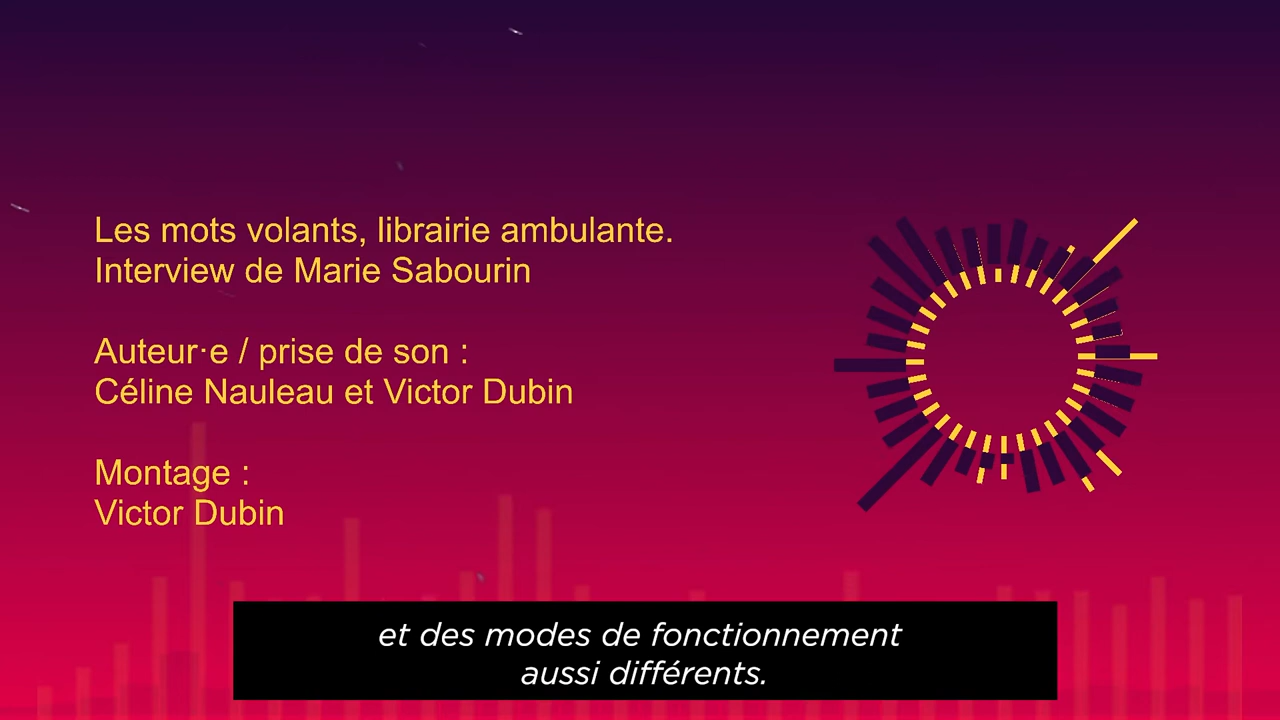 Les mots volants, librairie ambulante.
Interview de Marie Sabourin
Auteur·e / prise de son :
Céline Nauleau et Victor Dubin
Montage :
Victor Dubin
et des modes de fonctionnement
aussi différents.